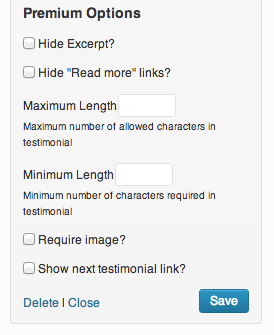 Premium Options
Hide Excerpt?
Hide "Read more" links?
Maximum Length
Maximum number of allowed characters in
testimonial
Minimum Length
Minimum number of characters required in
testimonial
Require image?
Show next testimonial link?
Delete | Close Save